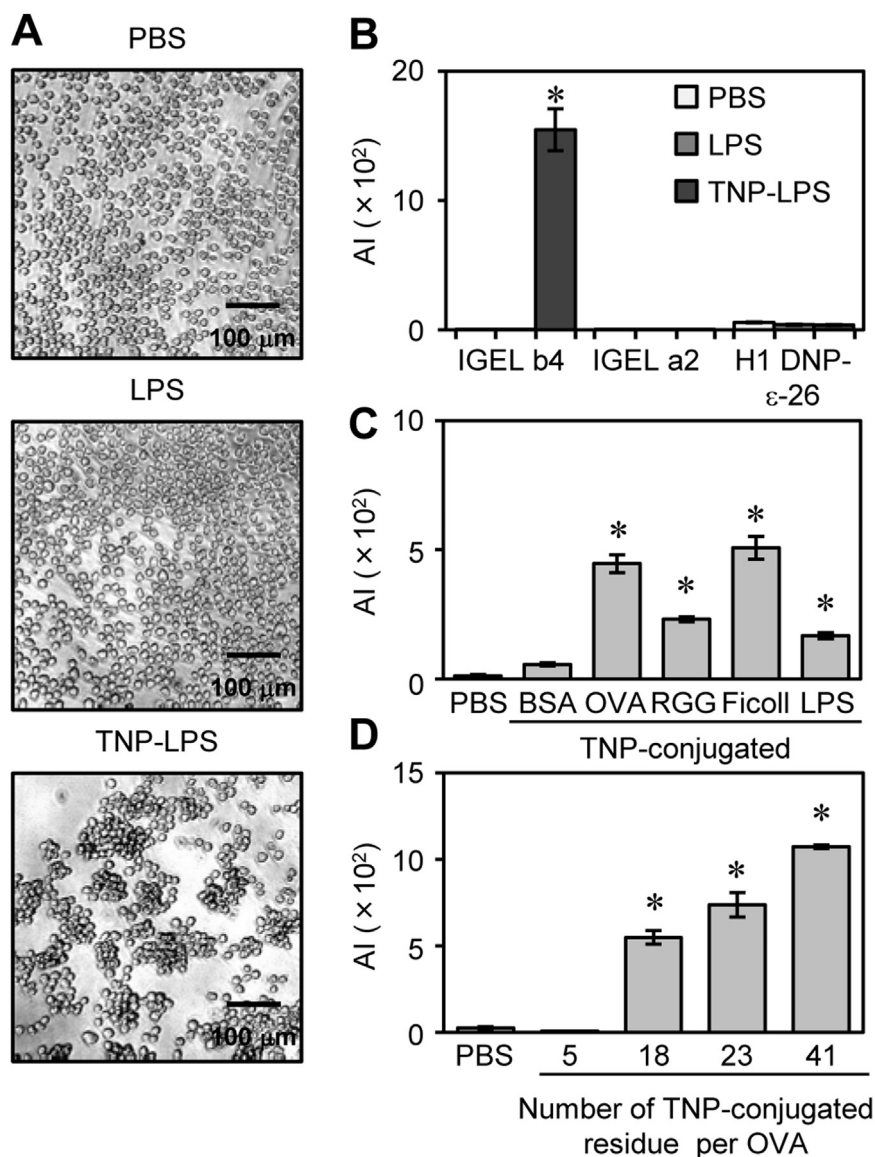 A
PBS
100 μm
LPS
100 μm
TNP-LPS
100 μm
B
20
10
0
AI ( × 10²)
*
PBS
LPS
TNP-LPS
IGEL b4
IGEL a2
H1 DNP-
ε-26
C
10
5
0
AI ( × 10²)
*
*
*
*
PBS
BSA
OVA
RGG
Ficoll
LPS
TNP-conjugated
D
15
10
5
0
AI ( × 10²)
*
*
*
PBS
5
18
23
41
Number of TNP-conjugated
residue per OVA